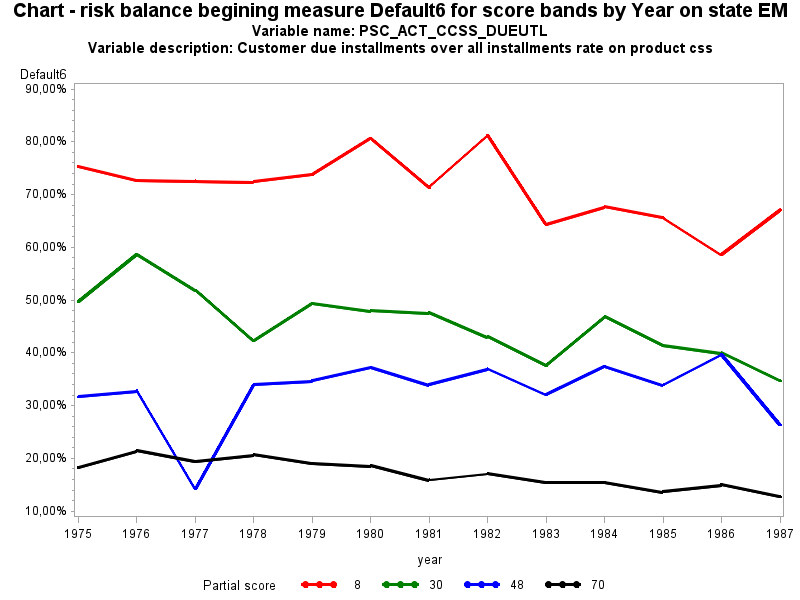 Chart - risk balance begining measure Default6 for score bands by Year on state EM
Variable name: PSC_ACT_CCSS_DUEUTL
Variable description: Customer due installments over all installments rate on product css
Default6
90,00%
80,00%
70,00%
60,00%
50,00%
40,00%
30,00%
20,00%
10,00%
1975 1976 1977 1978 1979 1980 1981 1982 1983 1984 1985 1986 1987
year
Partial score 8 30 48 70